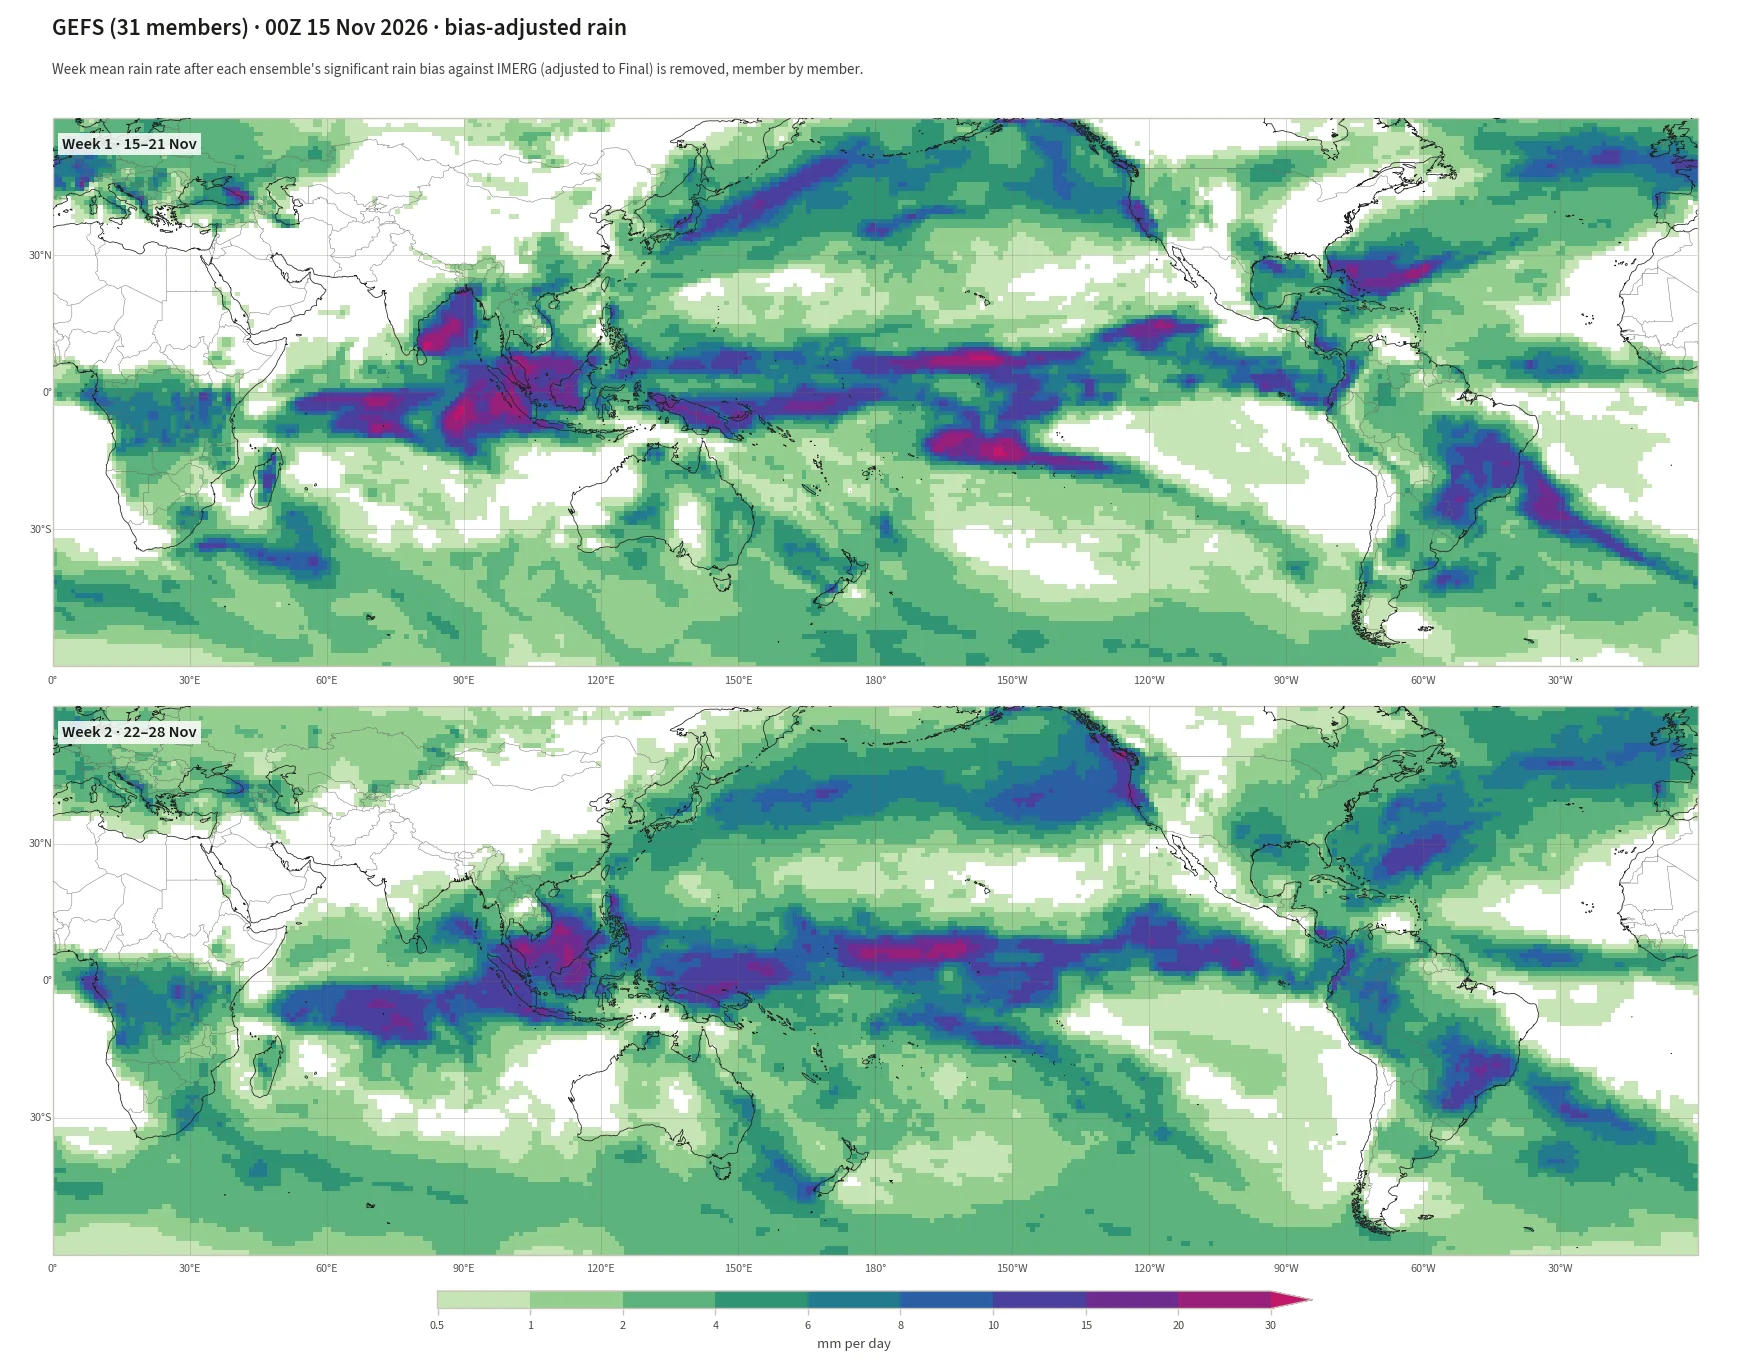 GEFS (31 members) · 00Z 15 Nov 2026 · bias-adjusted rain
Week mean rain rate after each ensemble's significant rain bias against IMERG (adjusted to Final) is removed, member by member.
Week 1 · 15–21 Nov
30°N
0°
30°S
0° 30°E 60°E 90°E 120°E 150°E 180° 150°W 120°W 90°W 60°W 30°W
Week 2 · 22–28 Nov
30°N
0°
30°S
0° 30°E 60°E 90°E 120°E 150°E 180° 150°W 120°W 90°W 60°W 30°W
0.5 1 2 4 6 8 10 15 20 30
mm per day